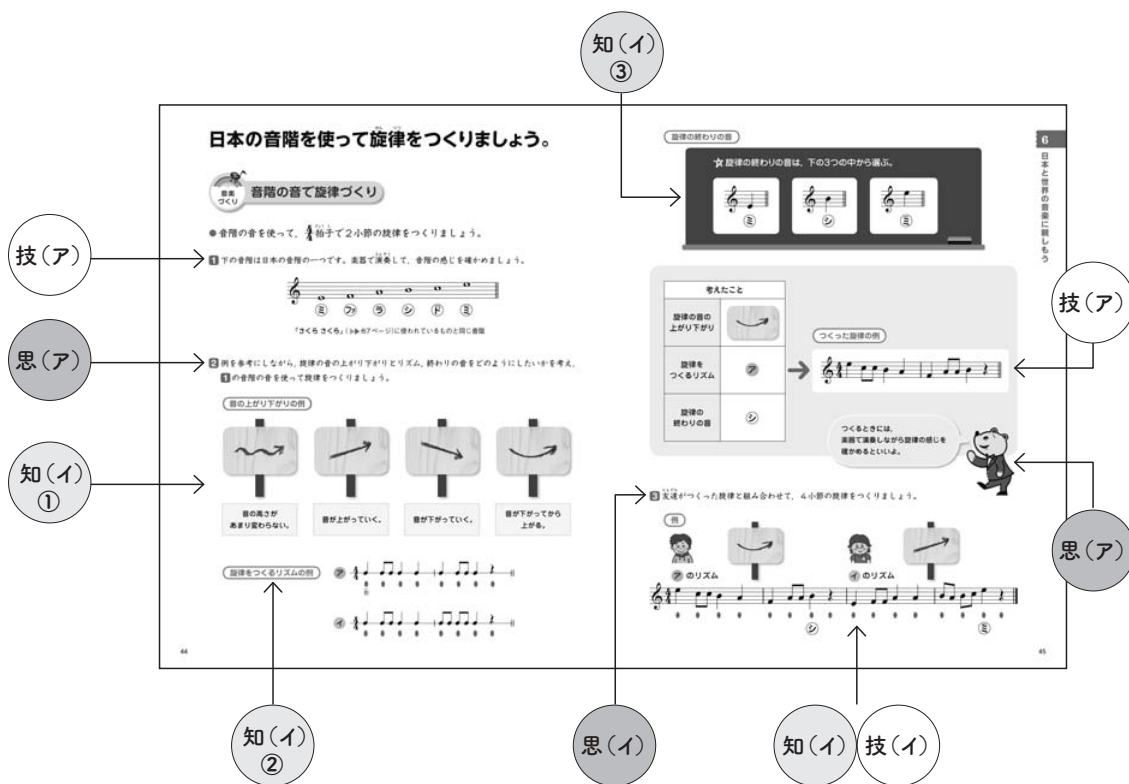 知(イ)
③
日本の音階を使って旋律をつくりましょう。
せん りつ
音楽
づくり
音階の音で旋律づくり
●音階の音を使って、4/4拍子で2小節の旋律をつくりましょう。
技(ア)
1 下の音階は日本の音階の一つです。楽器で演奏して、音階の感じを確かめましょう。
ミ ファ ラ シ ド ミ
「さくら さくら」(▶▶67ページ)に使われているものと同じ音階
思(ア)
2 例を参考にしながら、旋律の音の上がり下がりとリズム、終わりの音をどのようにしたいかを考え、
1の音階の音を使って旋律をつくりましょう。
音の上がり下がりの例
知(イ)
①
音の高さが
あまり変わらない。
音が上がっていく。
音が下がっていく。
音が下がってから
上がる。
旋律をつくるリズムの例
ア
イ
44
知(イ)
②
旋律の終わりの音
☆旋律の終わりの音は、下の3つの中から選ぶ。
ミ シ ミ
6
日本と世界の音楽に親しもう
考えたこと
旋律の音の
上がり下がり
旋律を
つくるリズム
ア
旋律の
終わりの音
シ
つくった旋律の例
技(ア)
つくるときには、
楽器で演奏しながら旋律の感じを
確かめるといいよ。
思(ア)
3 友達がつくった旋律と組み合わせて、4小節の旋律をつくりましょう。
例
アのリズム
イのリズム
シ
ミ
45
思(イ)
知(イ)
技(イ)